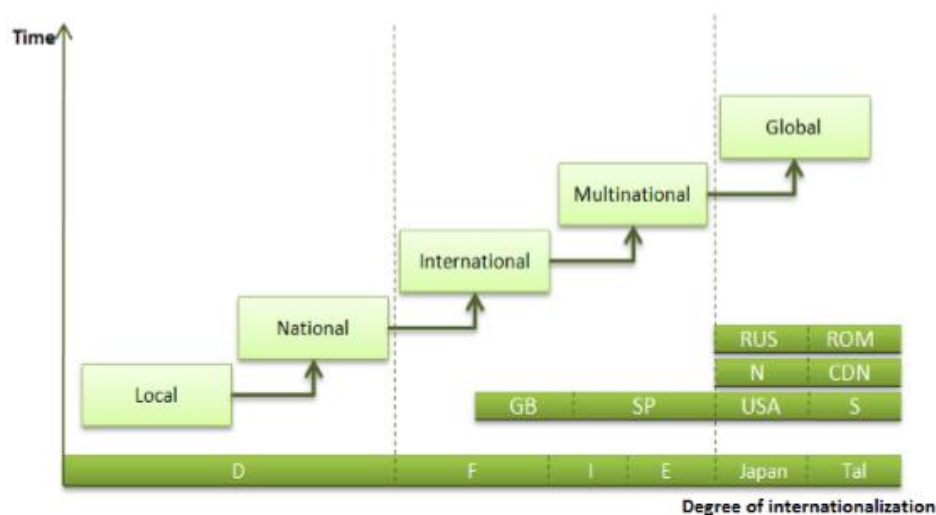 Time
Global
Multinational
International
National
Local
RUS ROM
N CDN
GB SP USA S
D F I E Japan Tal
Degree of internationalization